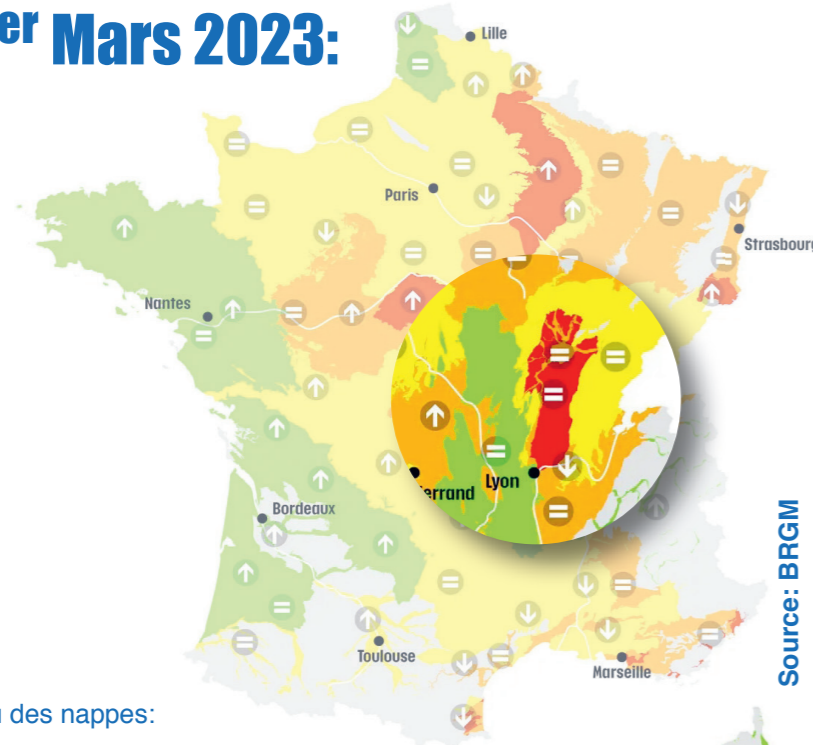 er Mars 2023:
Lille
Paris
Strasbourg
Nantes
Lyon
errand
Bordeaux
Toulouse
Marseille
Source: BRGM
des nappes: